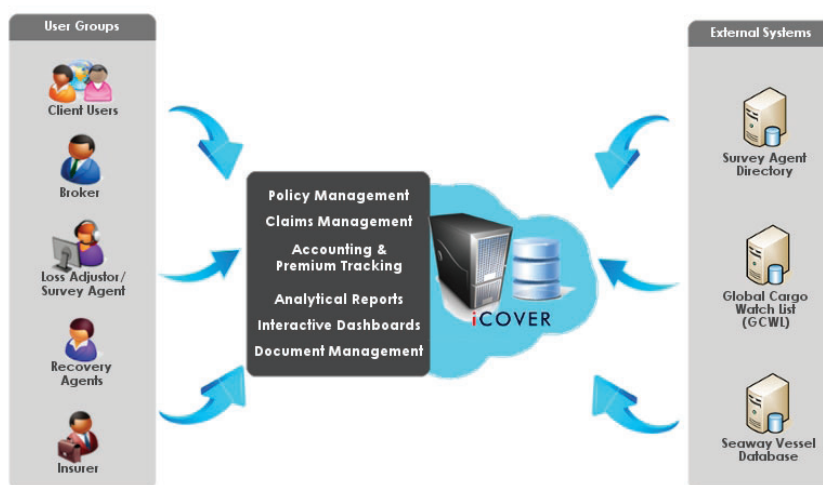 User Groups
Client Users
Broker
Loss Adjustor/
Survey Agent
Recovery
Agents
Insurer
Policy Management
Claims Management
Accounting &
Premium Tracking
Analytical Reports
Interactive Dashboards
Document Management
iCOVER
External Systems
Survey Agent
Directory
Global Cargo
Watch List
(GCWL)
Seaway Vessel
Database